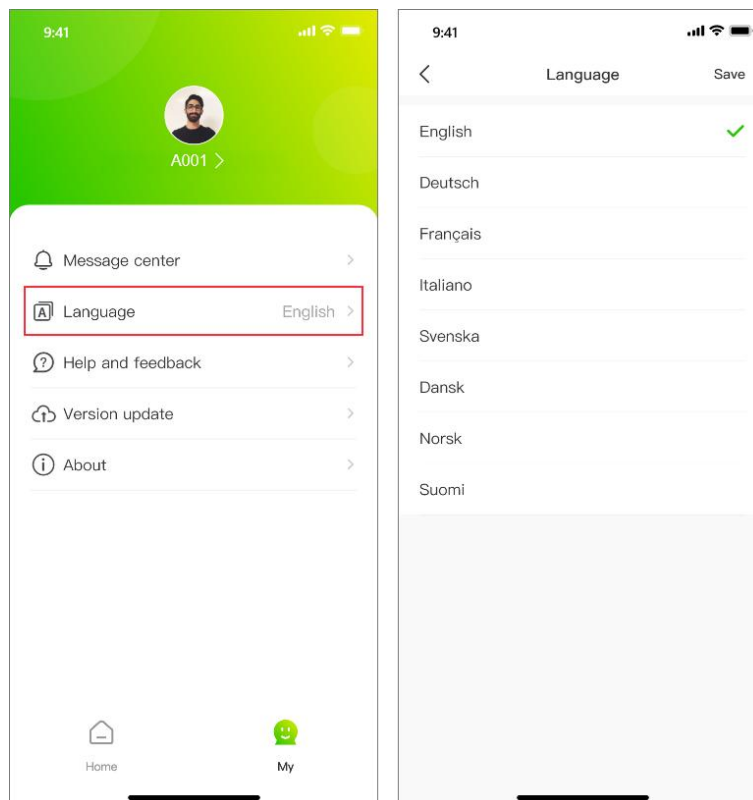 9:41
A001 >
Message center
A Language English >
Help and feedback
Version update
About
Home
My
9:41
Language
Save
English
Deutsch
Français
Italiano
Svenska
Dansk
Norsk
Suomi